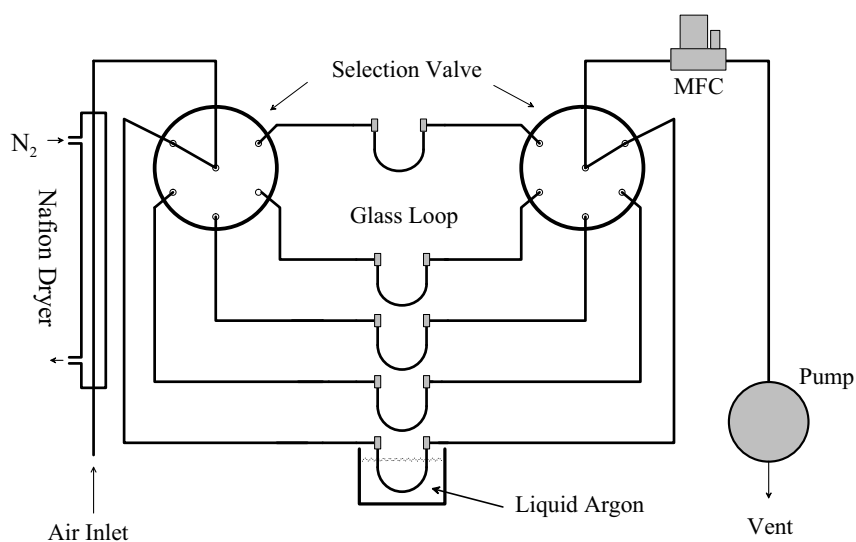 Selection Valve
MFC
N2
Nafion Dryer
Glass Loop
Pump
Liquid Argon
Air Inlet
Vent